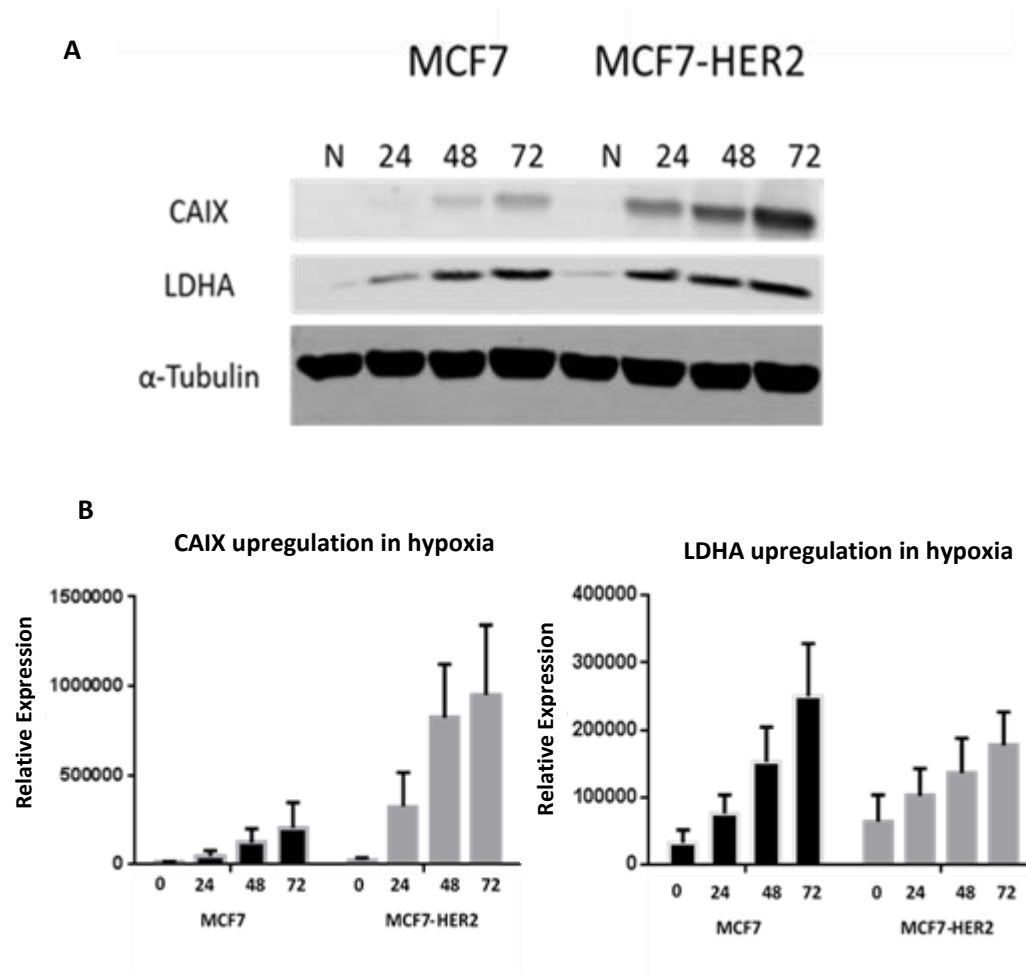 A
MCF7 MCF7-HER2
N 24 48 72 N 24 48 72
CAIX
LDHA
α-Tubulin
B
CAIX upregulation in hypoxia
Relative Expression
1500000
1000000
500000
0
0 24 48 72 0 24 48 72
MCF7 MCF7-HER2
LDHA upregulation in hypoxia
Relative Expression
400000
300000
200000
100000
0
0 24 48 72 0 24 48 72
MCF7 MCF7-HER2